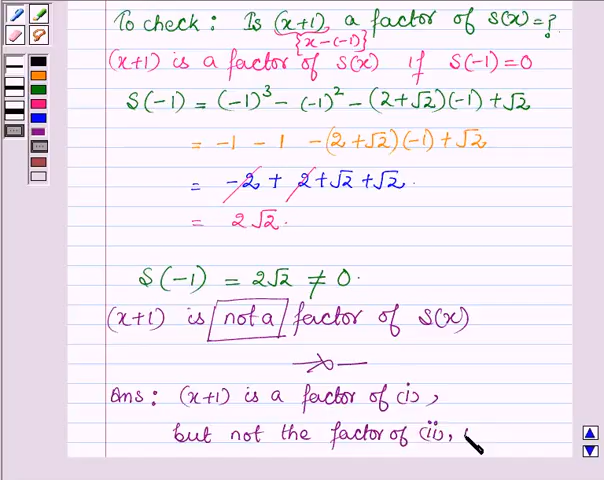 To check : Is (x+1) a factor of S(x) = ?
{x-(-1)}
(x+1) is a factor of S(x) if S(-1) = 0
S(-1) = (-1)³ - (-1)² - (2+√2)(-1) + √2
= -1 - 1 - (2+√2)(-1) + √2
= -2 + 2 + √2 + √2.
= 2√2.
S(-1) = 2√2 ≠ 0.
(x+1) is not a factor of S(x)
Ans : (x+1) is a factor of (i),
but not the factor of (ii), (